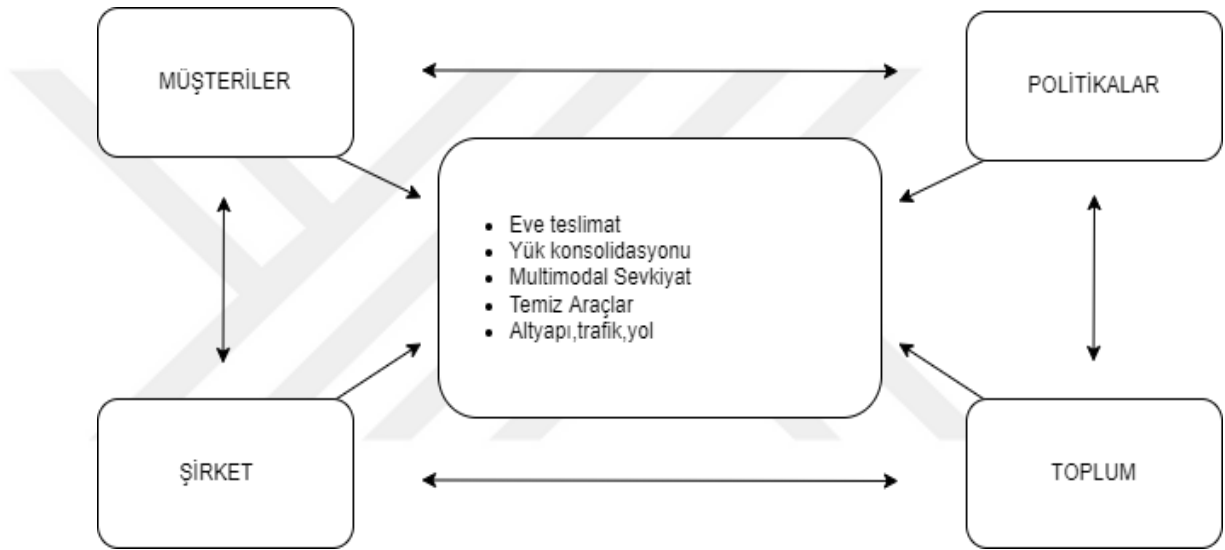 MÜŞTERİLER
POLİTİKALAR
• Eve teslimat
• Yük konsolidasyonu
• Multimodal Sevkiyat
• Temiz Araçlar
• Altyapı,trafik,yol
ŞİRKET
TOPLUM